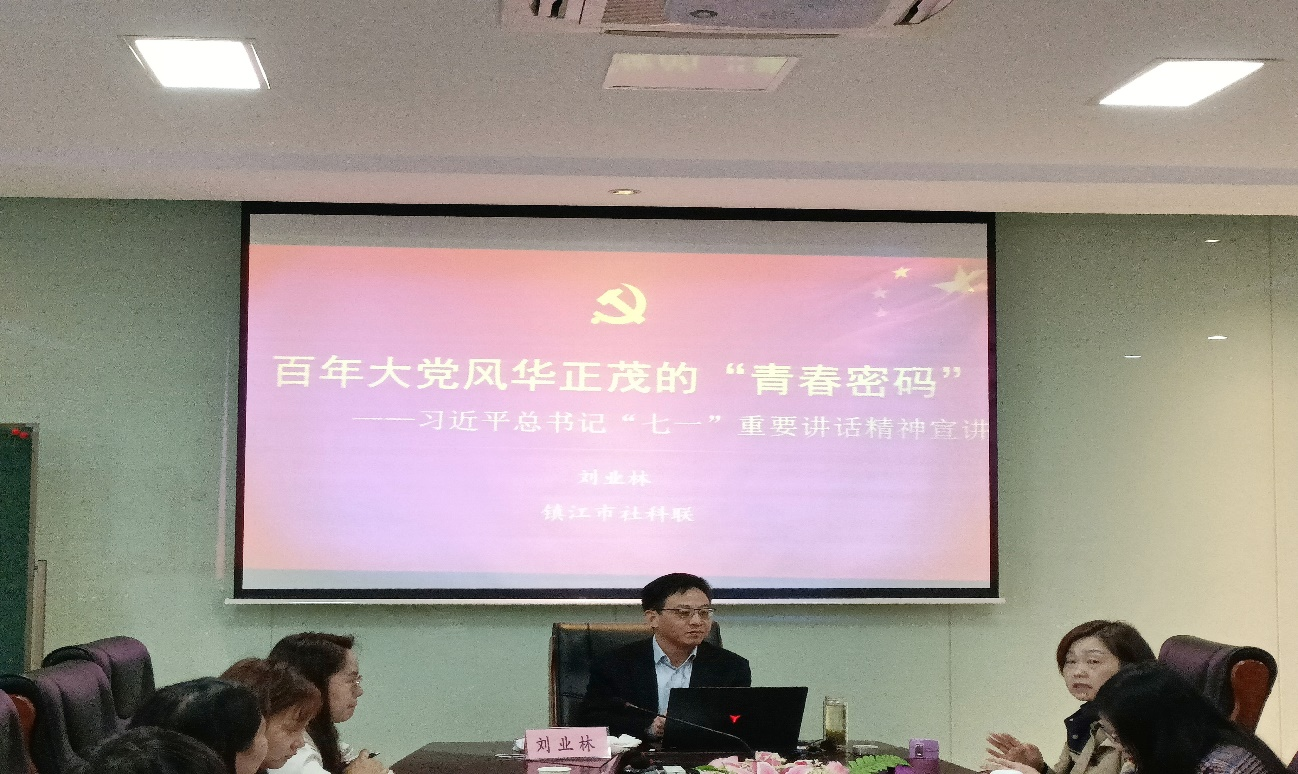 百年大党风华正茂的“青春密码”
——习近平总书记“七一”重要讲话精神宣讲
刘业林
镇江市社科联
刘业林